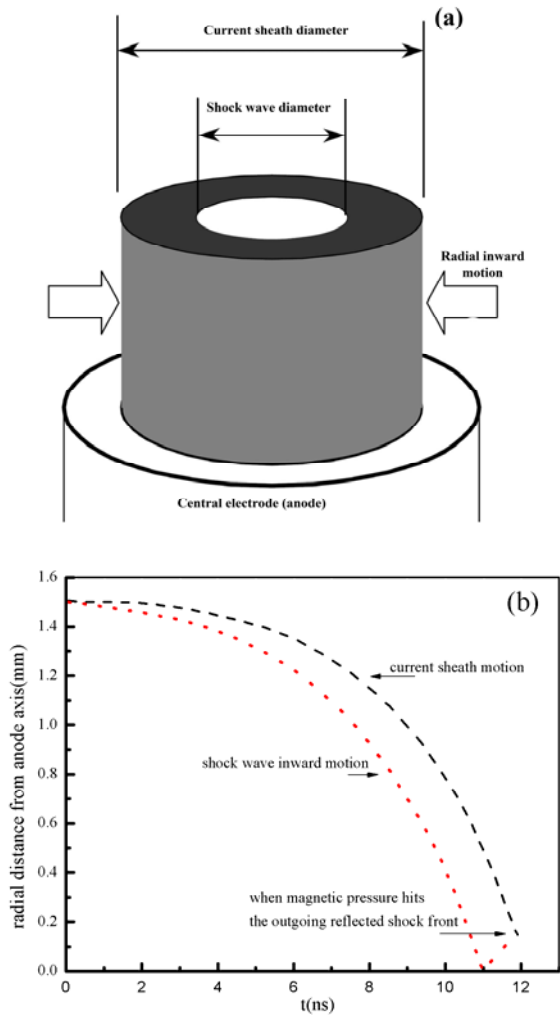 (a)
Current sheath diameter
Shock wave diameter
Radial inward
motion
Central electrode (anode)
(b)
1.6
1.4
1.2
1.0
0.8
0.6
0.4
0.2
0.0
radial distance from anode axis(mm)
current sheath motion
shock wave inward motion
when magnetic pressure hits
the outgoing reflected shock front
0 2 4 6 8 10 12
t(ns)